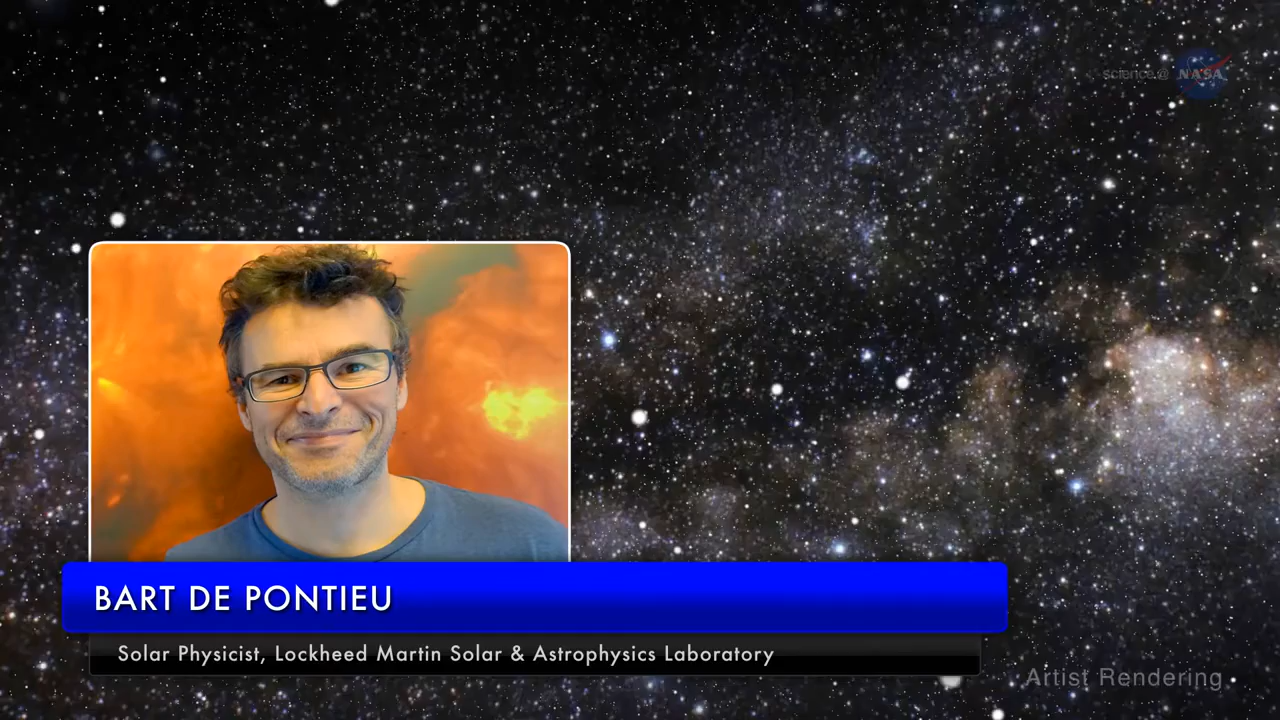 science@ NASA
BART DE PONTIEU
Solar Physicist, Lockheed Martin Solar & Astrophysics Laboratory
Artist Rendering